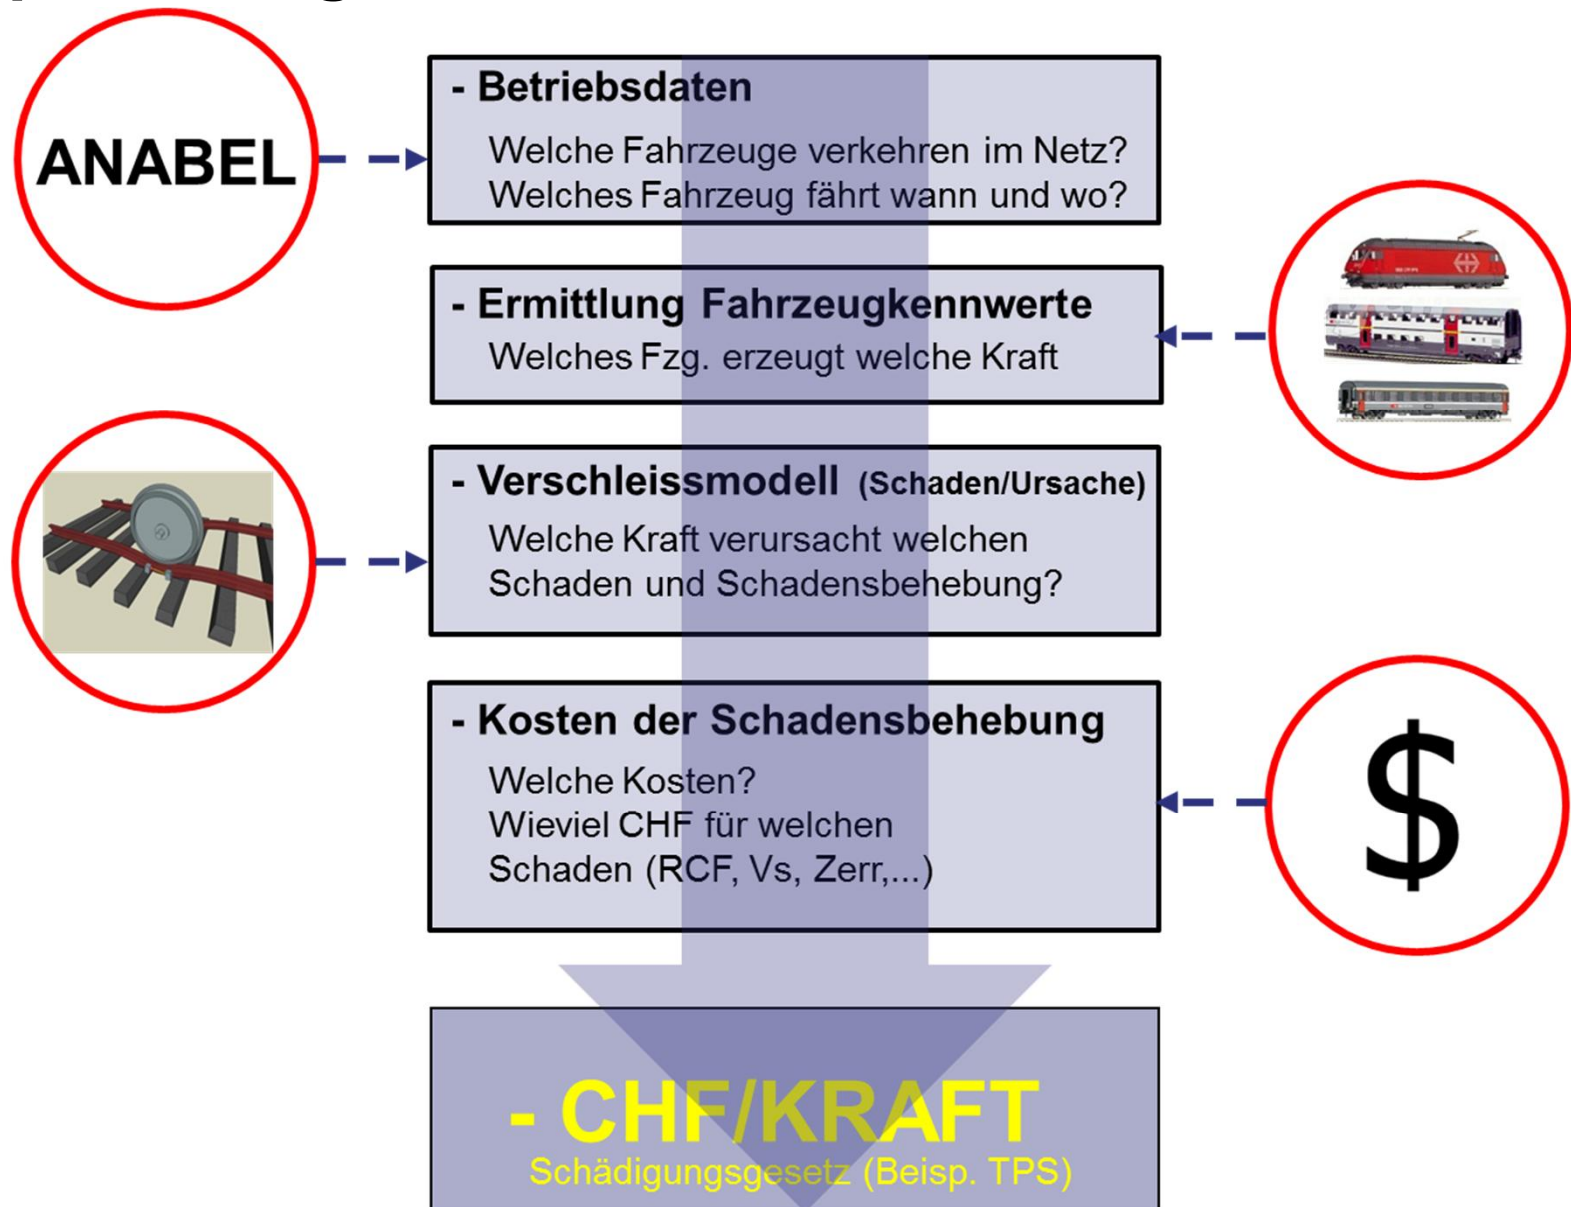 ANABEL
- Betriebsdaten
Welche Fahrzeuge verkehren im Netz?
Welches Fahrzeug fährt wann und wo?
- Ermittlung Fahrzeugkennwerte
Welches Fzg. erzeugt welche Kraft
- Verschleissmodell (Schaden/Ursache)
Welche Kraft verursacht welchen
Schaden und Schadensbehebung?
- Kosten der Schadensbehebung
Welche Kosten?
Wieviel CHF für welchen
Schaden (RCF, Vs, Zerr,...)
$
- CHF/KRAFT
Schädigungsgesetz (Beisp. TPS)